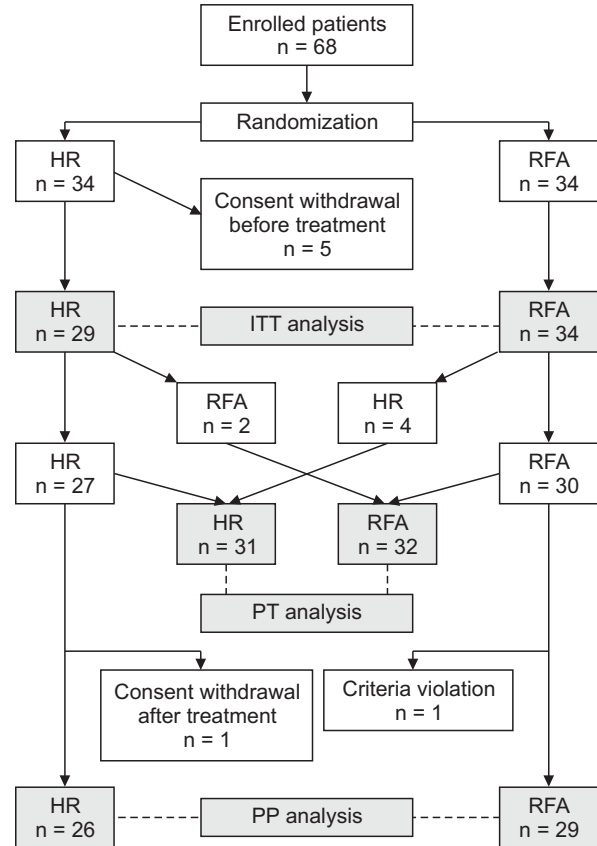 Enrolled patients
n = 68
Randomization
HR
n = 34
RFA
n = 34
Consent withdrawal
before treatment
n = 5
HR
n = 29
ITT analysis
RFA
n = 34
RFA
n = 2
HR
n = 4
HR
n = 27
RFA
n = 30
HR
n = 31
RFA
n = 32
PT analysis
Consent withdrawal
after treatment
n = 1
Criteria violation
n = 1
HR
n = 26
PP analysis
RFA
n = 29